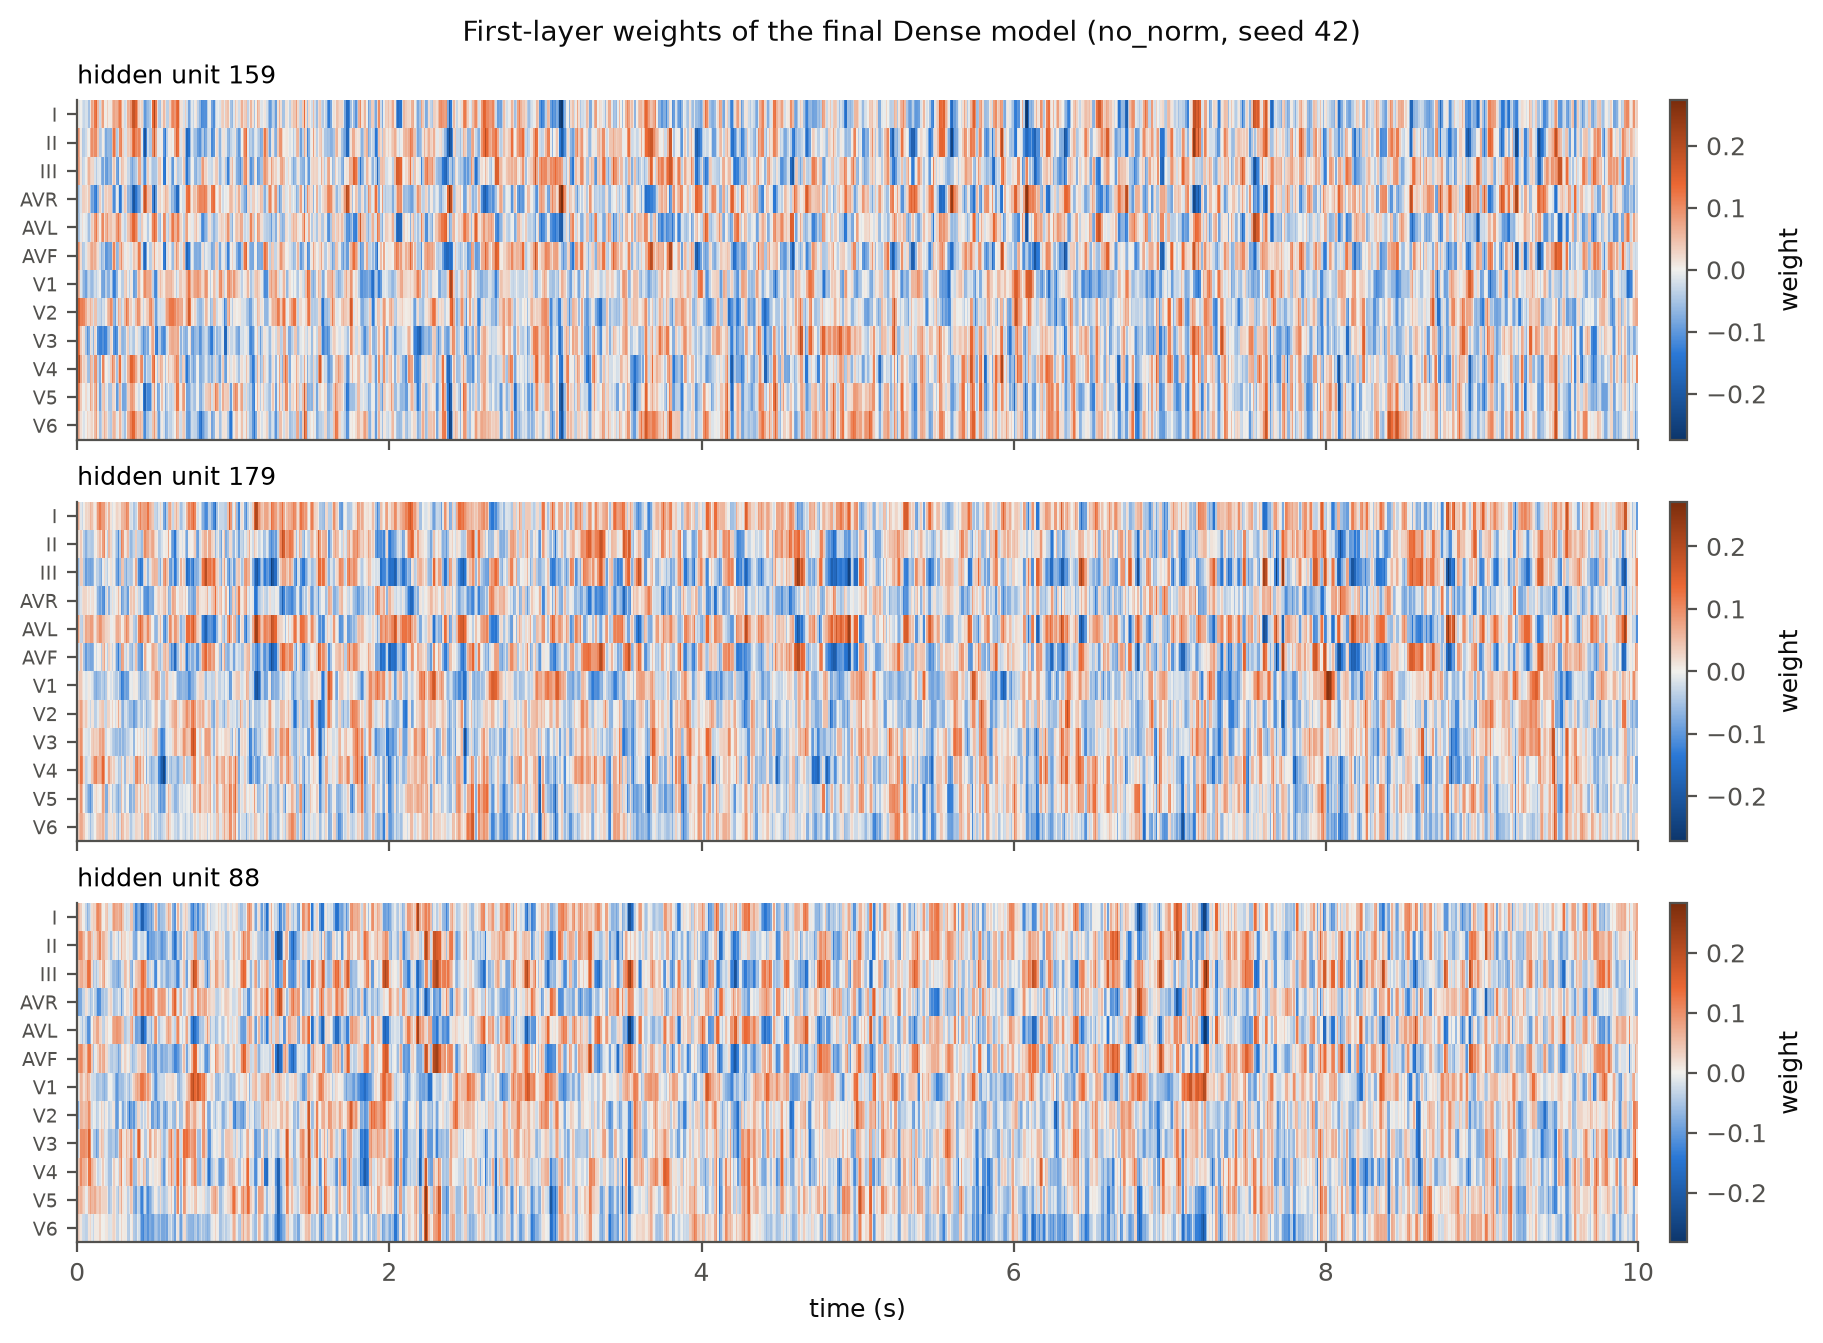 First-layer weights of the final Dense model (no_norm, seed 42)
hidden unit 159
I
II
III
AVR
AVL
AVF
V1
V2
V3
V4
V5
V6
0.2
0.1
0.0
−0.1
−0.2
weight
hidden unit 179
I
II
III
AVR
AVL
AVF
V1
V2
V3
V4
V5
V6
0.2
0.1
0.0
−0.1
−0.2
weight
hidden unit 88
I
II
III
AVR
AVL
AVF
V1
V2
V3
V4
V5
V6
0.2
0.1
0.0
−0.1
−0.2
weight
0 2 4 6 8 10
time (s)